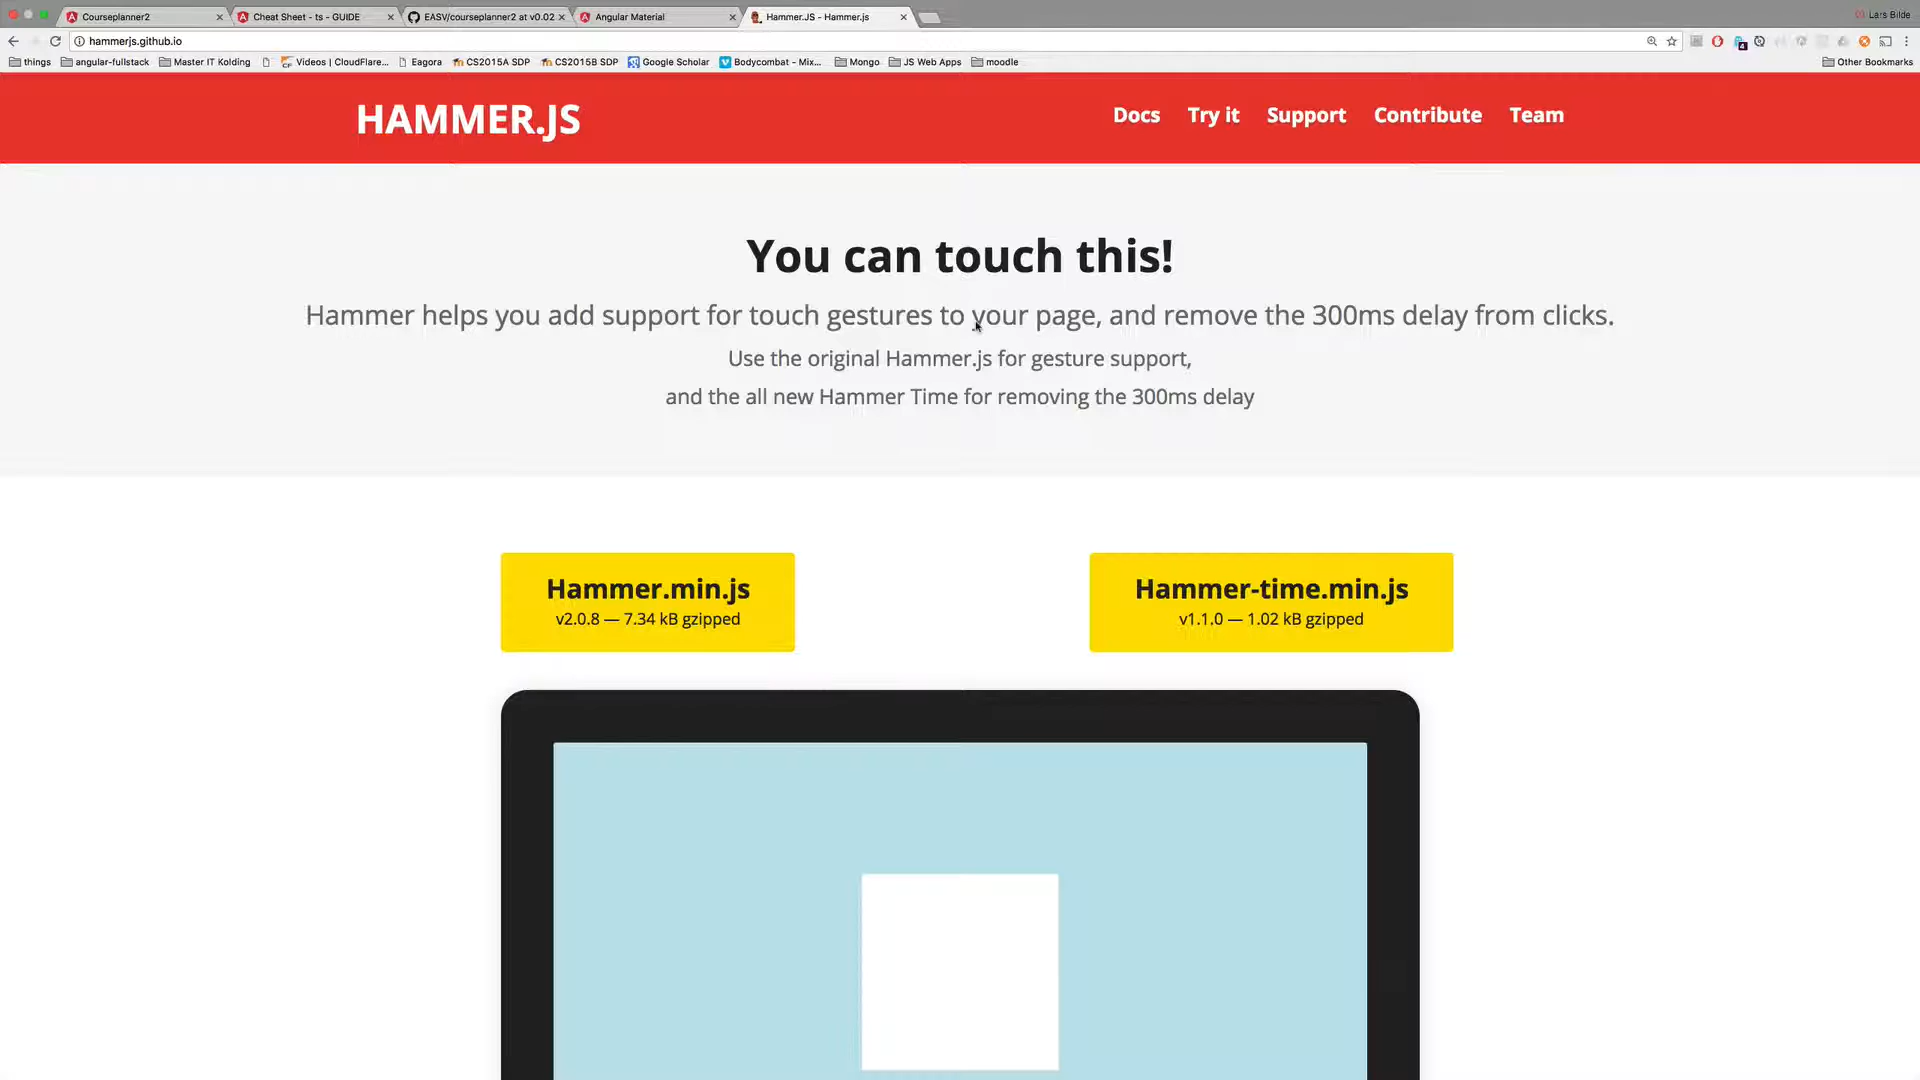 Courseplanner2
Cheat Sheet - ts - GUIDE
EASV/courseplanner2 at v0.02
Angular Material
Hammer.JS - Hammer.js
Lars Bilde
hammerjs.github.io
things
angular-fullstack
Master IT Kolding
Videos | CloudFlare...
Eagora
CS2015A SDP
CS2015B SDP
Google Scholar
Bodycombat - Mix...
Mongo
JS Web Apps
moodle
Other Bookmarks
HAMMER.JS
Docs
Try it
Support
Contribute
Team
You can touch this!
Hammer helps you add support for touch gestures to your page, and remove the 300ms delay from clicks.
Use the original Hammer.js for gesture support,
and the all new Hammer Time for removing the 300ms delay
Hammer.min.js
v2.0.8 — 7.34 kB gzipped
Hammer-time.min.js
v1.1.0 — 1.02 kB gzipped